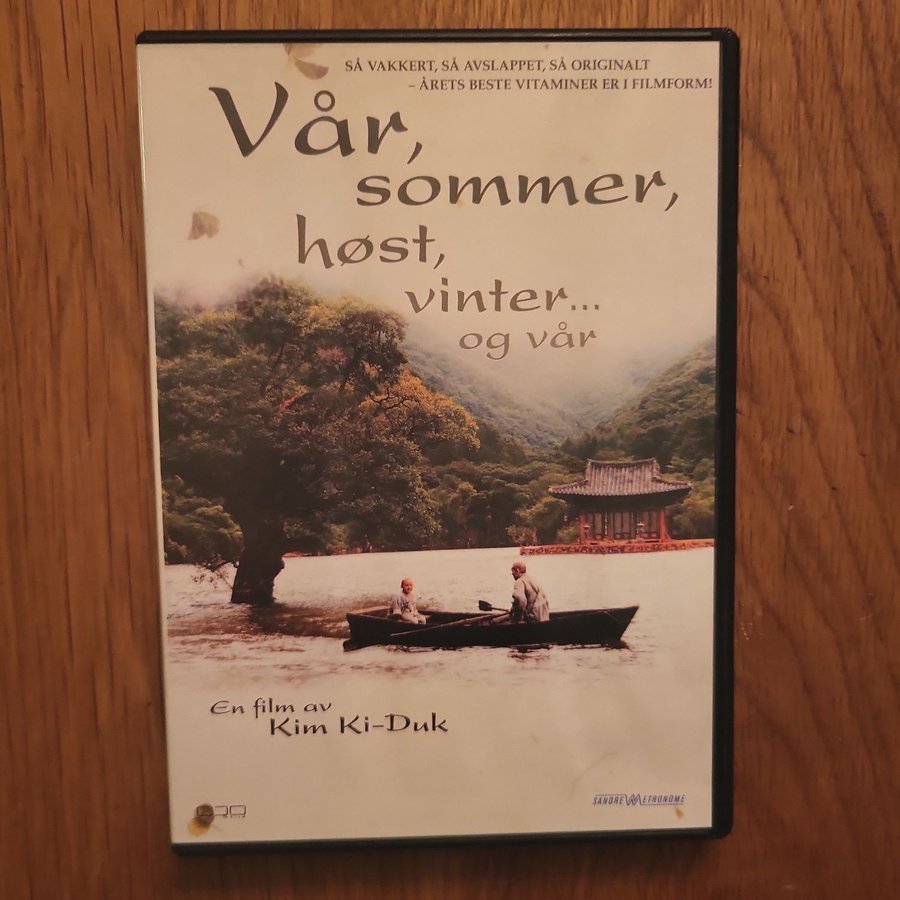 SÅ VAKKERT, SÅ AVSLAPPET, SÅ ORIGINALT
– ÅRETS BESTE VITAMINER ER I FILMFORM!
Vår,
sommer,
høst,
vinter...
og vår
En film av
Kim Ki-Duk
SANDREW METRONOME